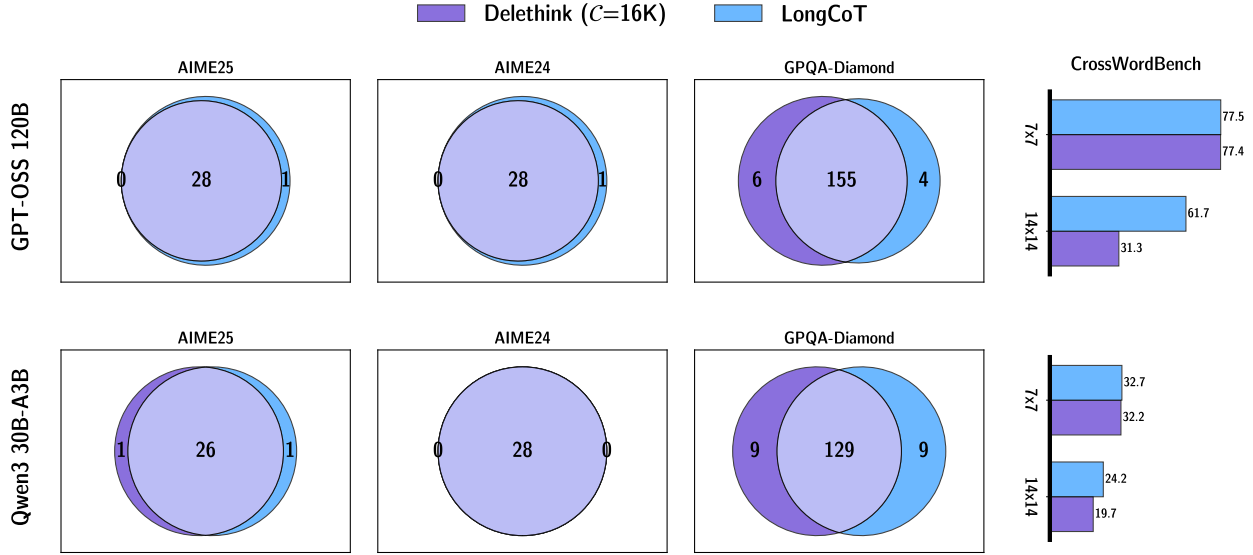 Delethink (𝒞=16K)
LongCoT
GPT-OSS 120B
AIME25
0 28 1
AIME24
0 28 1
GPQA-Diamond
6 155 4
CrossWordBench
7x7
77.5
77.4
14x14
61.7
31.3
Qwen3 30B-A3B
AIME25
1 26 1
AIME24
0 28 0
GPQA-Diamond
9 129 9
7x7
32.7
32.2
14x14
24.2
19.7